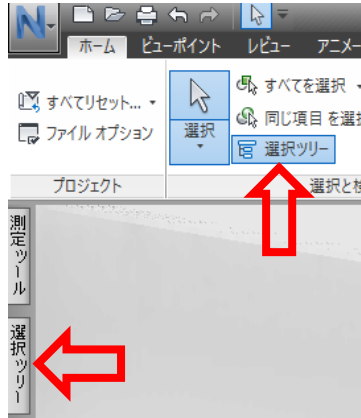 N
ホーム ビューポイント レビュー アニメー
すべてリセット... すべてを選択
ファイル オプション 選択 同じ項目 を選択
選択ツリー
プロジェクト 選択と検
測定ツール
選択ツリー